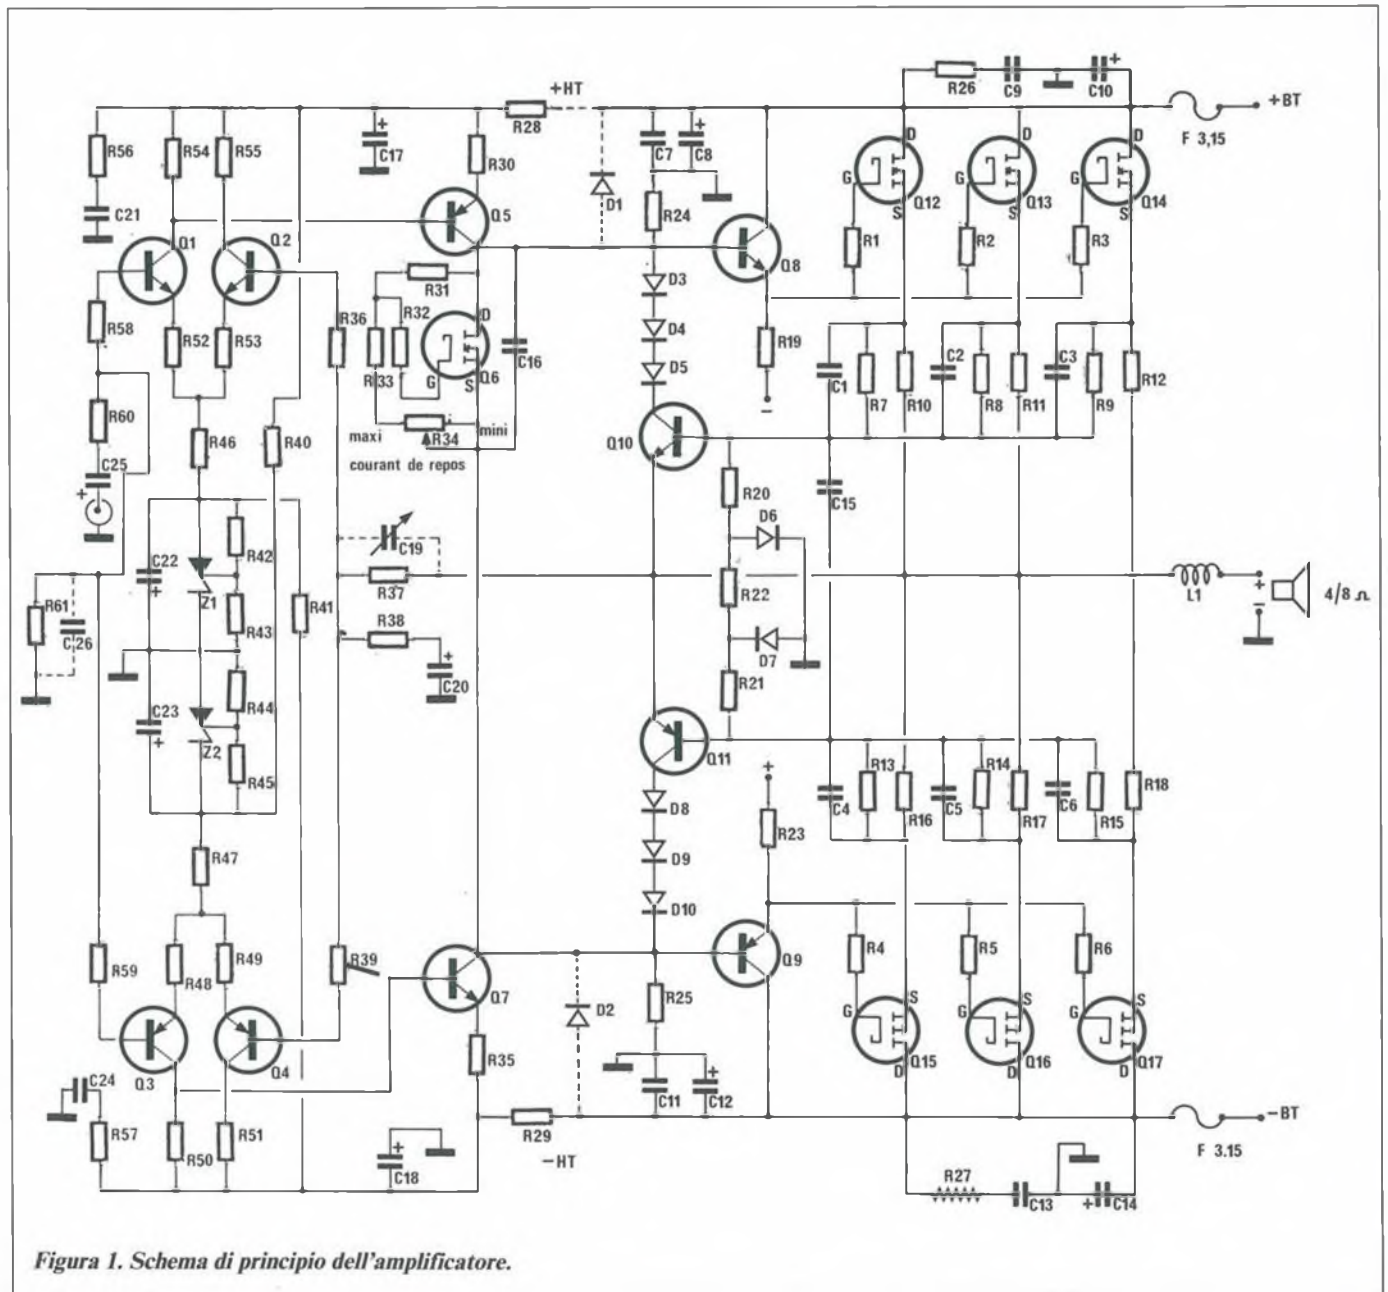 R26 C9 C10 +
+HT
+BT
R56 R54 R55 C17 + R28 R30 C7 C8 + F 3,15
D D D
D1 G Q12 G Q13 G Q14
C21 Q1 Q2 Q5 R24 S S S
R1 R2 R3
Q8
R31 D3
R58 R36 R32 D D4
R52 R53 G Q6 S C16 R19 C1 C2 C3 R12
R33 D5 R7 R10 R8 R11 R9
R60 R46 R40 maxi R34 mini Q10 –
courant de repos
C25 + R20 C15
C19 D6
R42
C22 + Z1 R37 R22 L1 + – 4/8 Ω
R61 C26 R43 R41 R38
+ C20 D7
R44 R21
C23 + Z2
R45 Q11 + R13 R14 R18
D8 C4 R16 C5 R17 C6 R15
R23
R47 D9
D10
R59 R48 R49 R39 Q7 Q9 R4 R5 R6
R25
D2 G S G S G S
Q3 Q4 R35 Q15 Q16 Q17
C24 D D D
C11 C12 +
R57 R50 R51 R29 –BT
C18 + –HT F 3.15
R27 C13 + C14
Figura 1. Schema di principio dell'amplificatore.